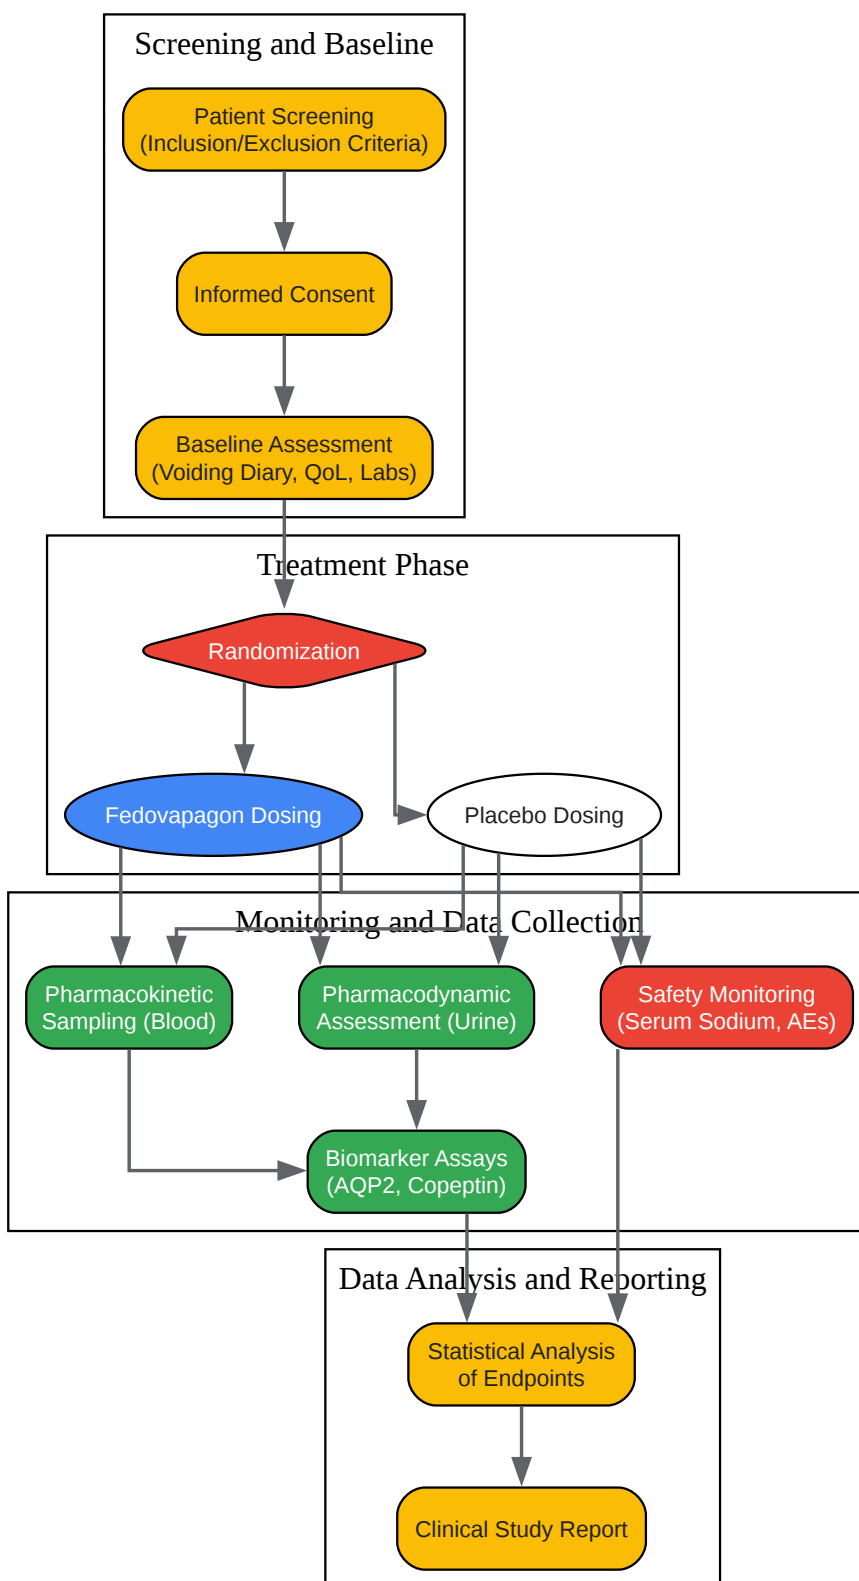 Screening and Baseline
Patient Screening
(Inclusion/Exclusion Criteria)
Informed Consent
Baseline Assessment
(Voiding Diary, QoL, Labs)
Treatment Phase
Randomization
Fedovapagon Dosing
Placebo Dosing
Monitoring and Data Collection
Pharmacokinetic
Sampling (Blood)
Pharmacodynamic
Assessment (Urine)
Safety Monitoring
(Serum Sodium, AEs)
Biomarker Assays
(AQP2, Copeptin)
Data Analysis and Reporting
Statistical Analysis
of Endpoints
Clinical Study Report